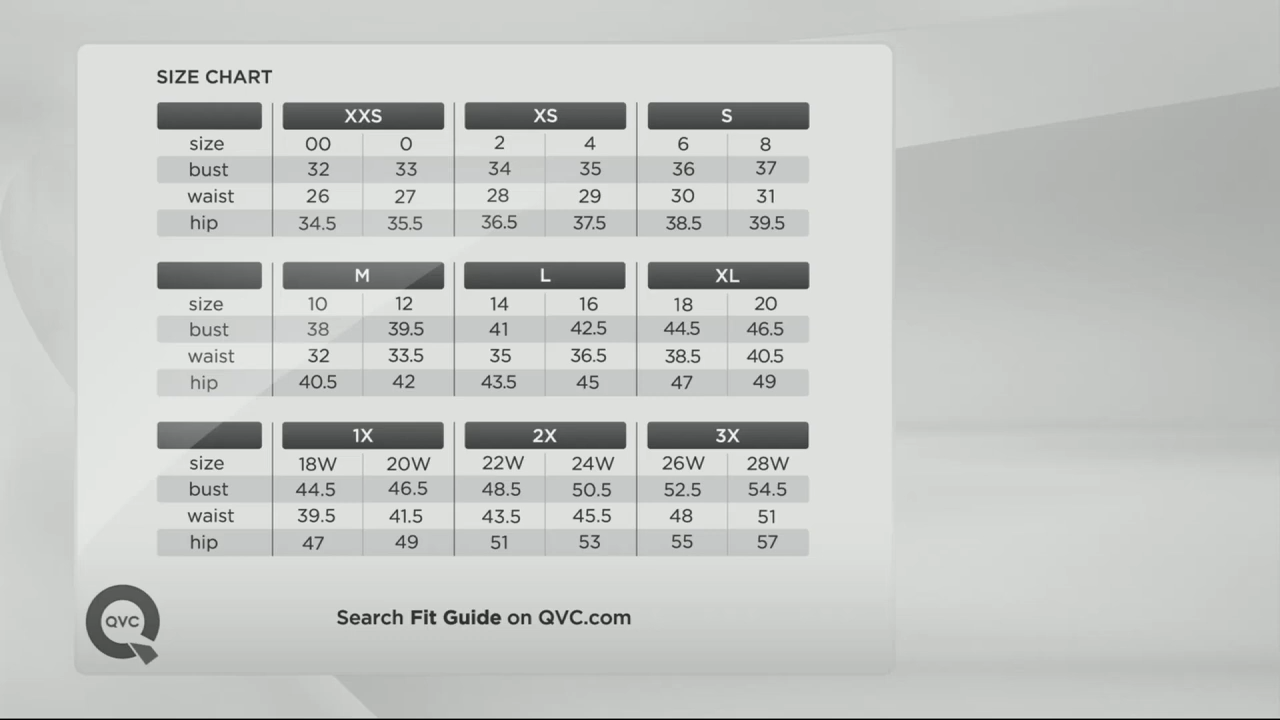 SIZE CHART
XXS XS S
size 00 0 2 4 6 8
bust 32 33 34 35 36 37
waist 26 27 28 29 30 31
hip 34.5 35.5 36.5 37.5 38.5 39.5
M L XL
size 10 12 14 16 18 20
bust 38 39.5 41 42.5 44.5 46.5
waist 32 33.5 35 36.5 38.5 40.5
hip 40.5 42 43.5 45 47 49
1X 2X 3X
size 18W 20W 22W 24W 26W 28W
bust 44.5 46.5 48.5 50.5 52.5 54.5
waist 39.5 41.5 43.5 45.5 48 51
hip 47 49 51 53 55 57
QVC
Search Fit Guide on QVC.com